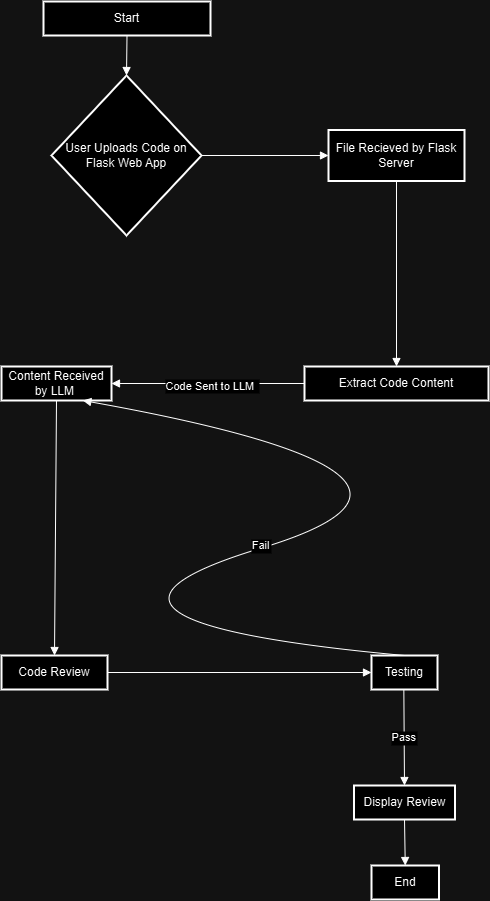 Start
User Uploads Code on
Flask Web App
File Recieved by Flask
Server
Content Received
by LLM
Code Sent to LLM
Extract Code Content
Fail
Code Review
Testing
Pass
Display Review
End